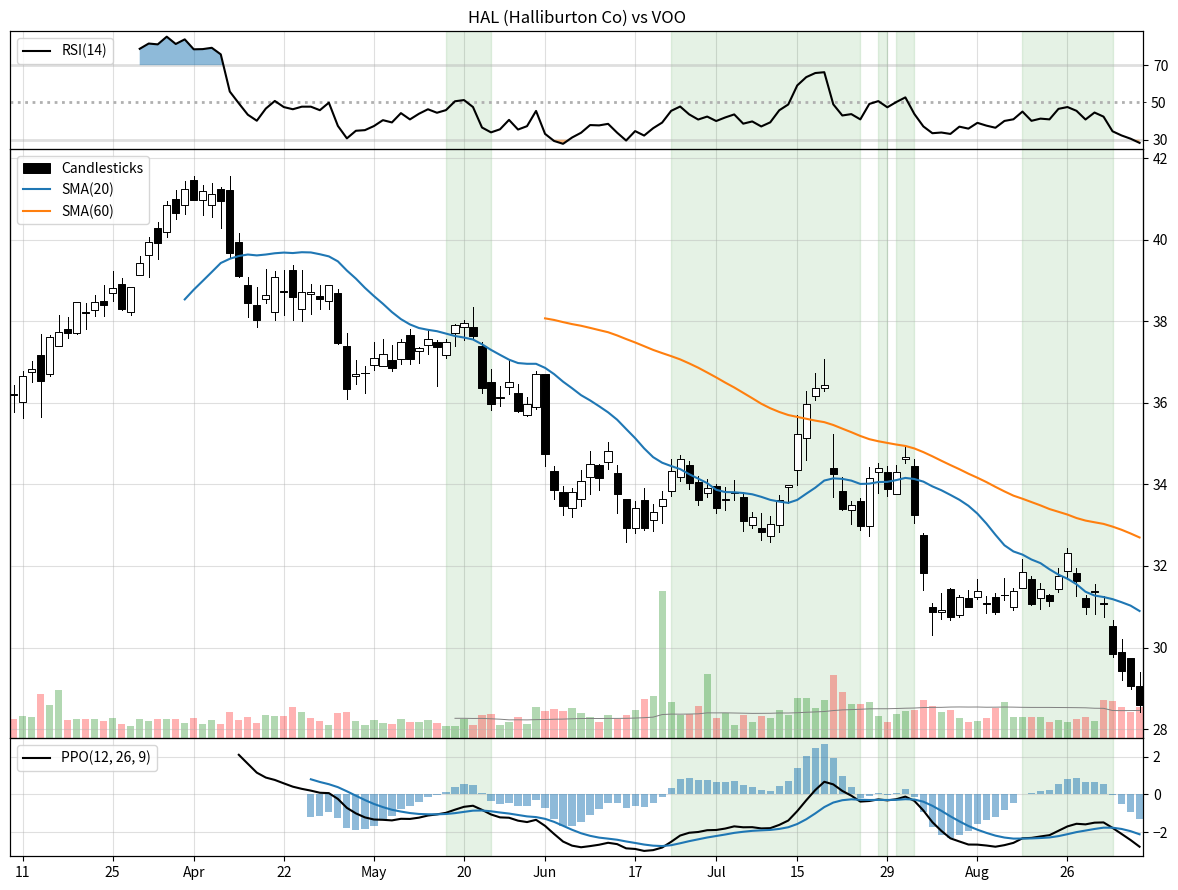 HAL (Halliburton Co) vs VOO
RSI(14)
70
50
30
Candlesticks
SMA(20)
SMA(60)
42
40
38
36
34
32
30
28
PPO(12, 26, 9)
2
0
−2
11 25 Apr 22 May 20 Jun 17 Jul 15 29 Aug 26